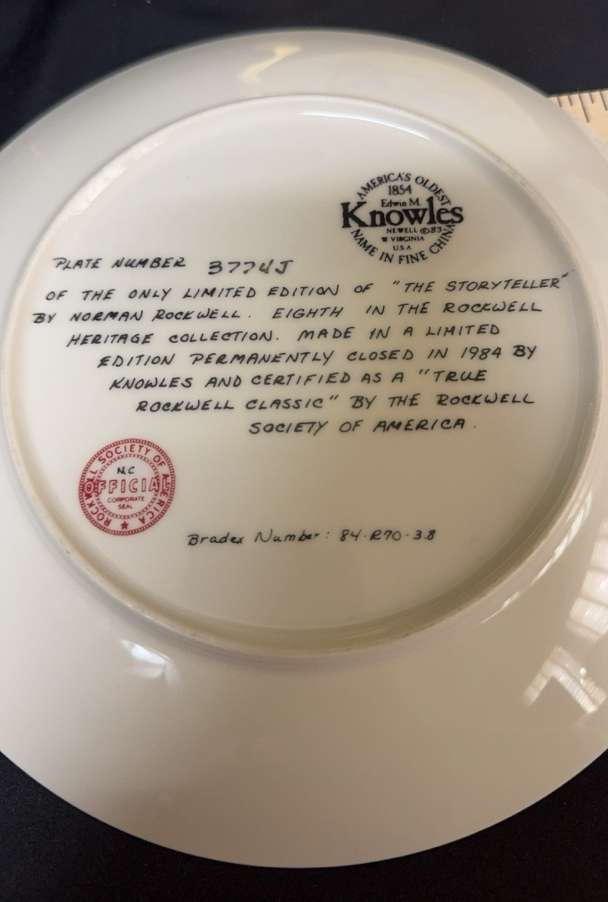 AMERICA'S OLDEST
1854
Edwin M.
Knowles
NEWELL ©83
W VIRGINIA
U.S.A
NAME IN FINE CHINA
PLATE NUMBER 3774J
OF THE ONLY LIMITED EDITION OF "THE STORYTELLER"
BY NORMAN ROCKWELL. EIGHTH IN THE ROCKWELL
HERITAGE COLLECTION. MADE IN A LIMITED
EDITION PERMANENTLY CLOSED IN 1984 BY
KNOWLES AND CERTIFIED AS A "TRUE
ROCKWELL CLASSIC" BY THE ROCKWELL
SOCIETY OF AMERICA.
ROCKWELL SOCIETY OF AMERICA
N.C
OFFICIAL
CORPORATE
SEAL
Bradex Number: 84-R70-3.8